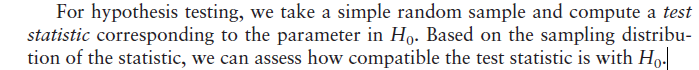 For hypothesis testing, we take a simple random sample and compute a test
statistic corresponding to the parameter in H₀. Based on the sampling distribu-
tion of the statistic, we can assess how compatible the test statistic is with H₀.